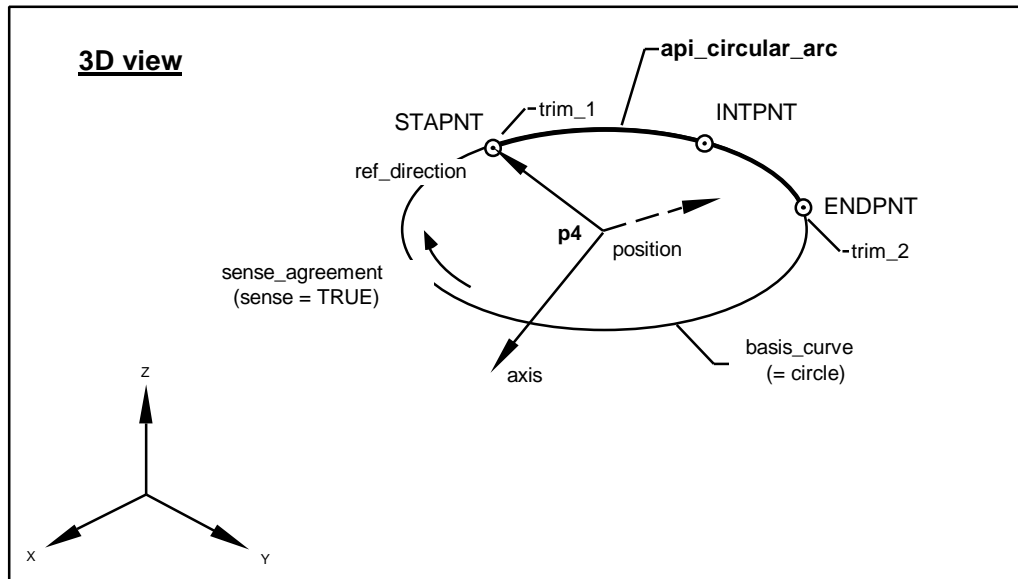 3D view
api_circular_arc
trim_1
STAPNT
INTPNT
ref_direction
ENDPNT
p4
position
trim_2
sense_agreement
(sense = TRUE)
basis_curve
(= circle)
axis
Z
X
Y